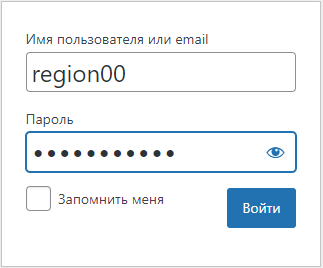 Имя пользователя или email
region00
Пароль
●●●●●●●●●●●
Запомнить меня
Войти